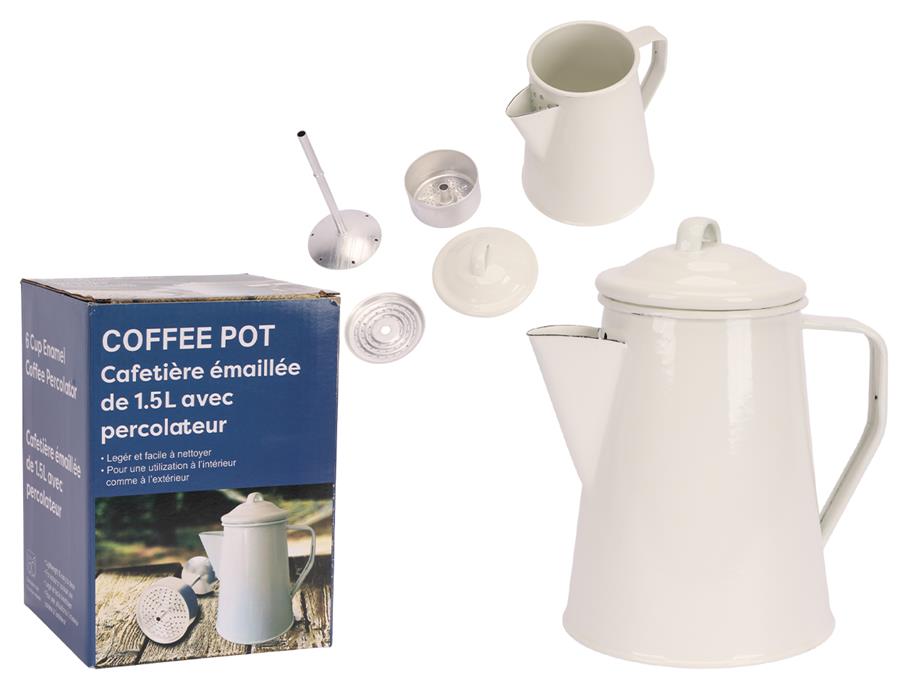 COFFEE POT
Cafetière émaillée
de 1.5L avec
percolateur
• Legér et facile à nettoyer
• Pour une utilization à l'intérieur
comme à l'extérieur
6 Cup Enamel
Coffee Percolator
Cafetière émaillée
de 1.5L avec
percolateur